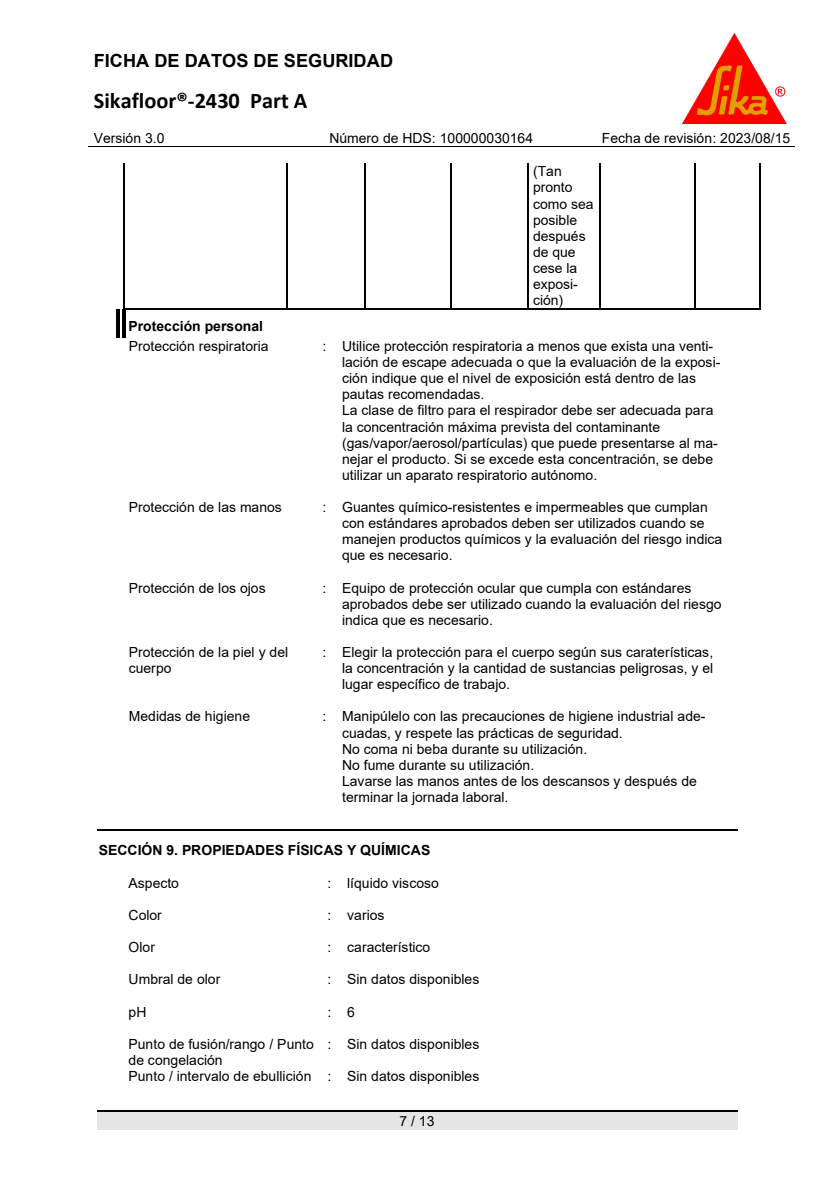 FICHA DE DATOS DE SEGURIDAD
Sikafloor®-2430 Part A
Sika®
Versión 3.0 Número de HDS: 100000030164 Fecha de revisión: 2023/08/15
(Tan
pronto
como sea
posible
después
de que
cese la
exposi-
ción)
Protección personal
Protección respiratoria : Utilice protección respiratoria a menos que exista una venti-
lación de escape adecuada o que la evaluación de la exposi-
ción indique que el nivel de exposición está dentro de las
pautas recomendadas.
La clase de filtro para el respirador debe ser adecuada para
la concentración máxima prevista del contaminante
(gas/vapor/aerosol/partículas) que puede presentarse al ma-
nejar el producto. Si se excede esta concentración, se debe
utilizar un aparato respiratorio autónomo.
Protección de las manos : Guantes químico-resistentes e impermeables que cumplan
con estándares aprobados deben ser utilizados cuando se
manejen productos químicos y la evaluación del riesgo indica
que es necesario.
Protección de los ojos : Equipo de protección ocular que cumpla con estándares
aprobados debe ser utilizado cuando la evaluación del riesgo
indica que es necesario.
Protección de la piel y del : Elegir la protección para el cuerpo según sus caraterísticas,
cuerpo la concentración y la cantidad de sustancias peligrosas, y el
lugar específico de trabajo.
Medidas de higiene : Manipúlelo con las precauciones de higiene industrial ade-
cuadas, y respete las prácticas de seguridad.
No coma ni beba durante su utilización.
No fume durante su utilización.
Lavarse las manos antes de los descansos y después de
terminar la jornada laboral.
SECCIÓN 9. PROPIEDADES FÍSICAS Y QUÍMICAS
Aspecto : líquido viscoso
Color : varios
Olor : característico
Umbral de olor : Sin datos disponibles
pH : 6
Punto de fusión/rango / Punto : Sin datos disponibles
de congelación
Punto / intervalo de ebullición : Sin datos disponibles
7 / 13